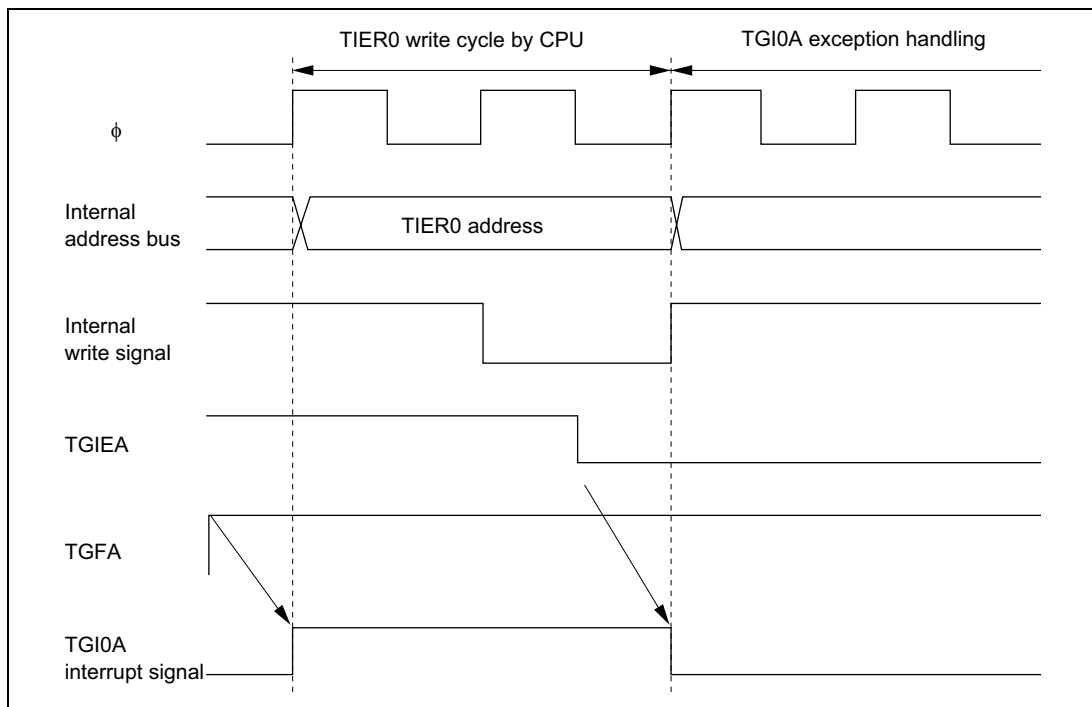 TIER0 write cycle by CPU
TGI0A exception handling
ϕ
Internal
address bus
TIER0 address
Internal
write signal
TGIEA
TGFA
TGI0A
interrupt signal